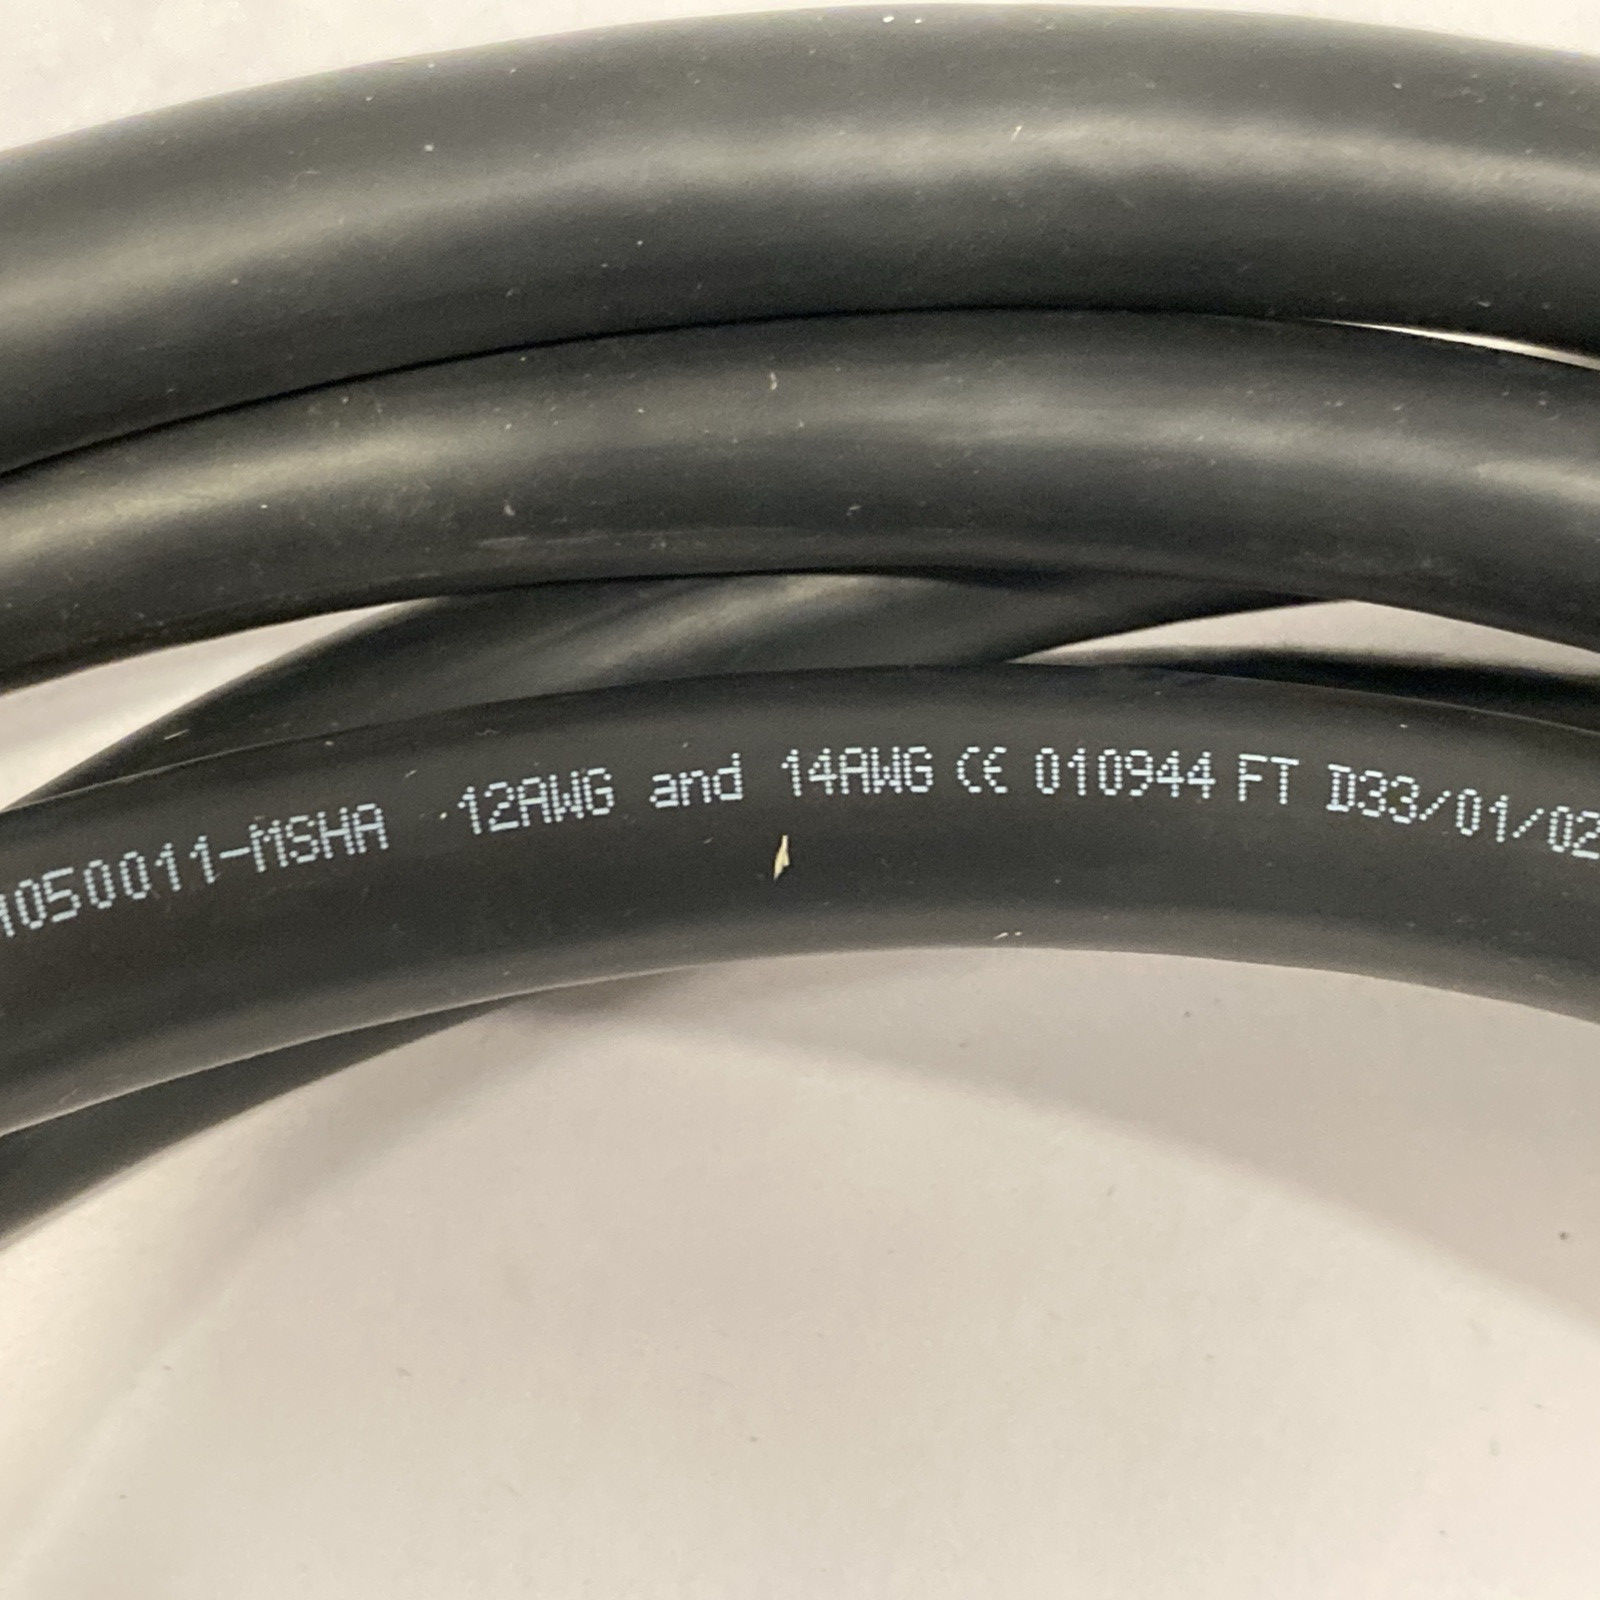 1050011-MSHA 12AWG and 14AWG CE 010944 FT D33/01/02